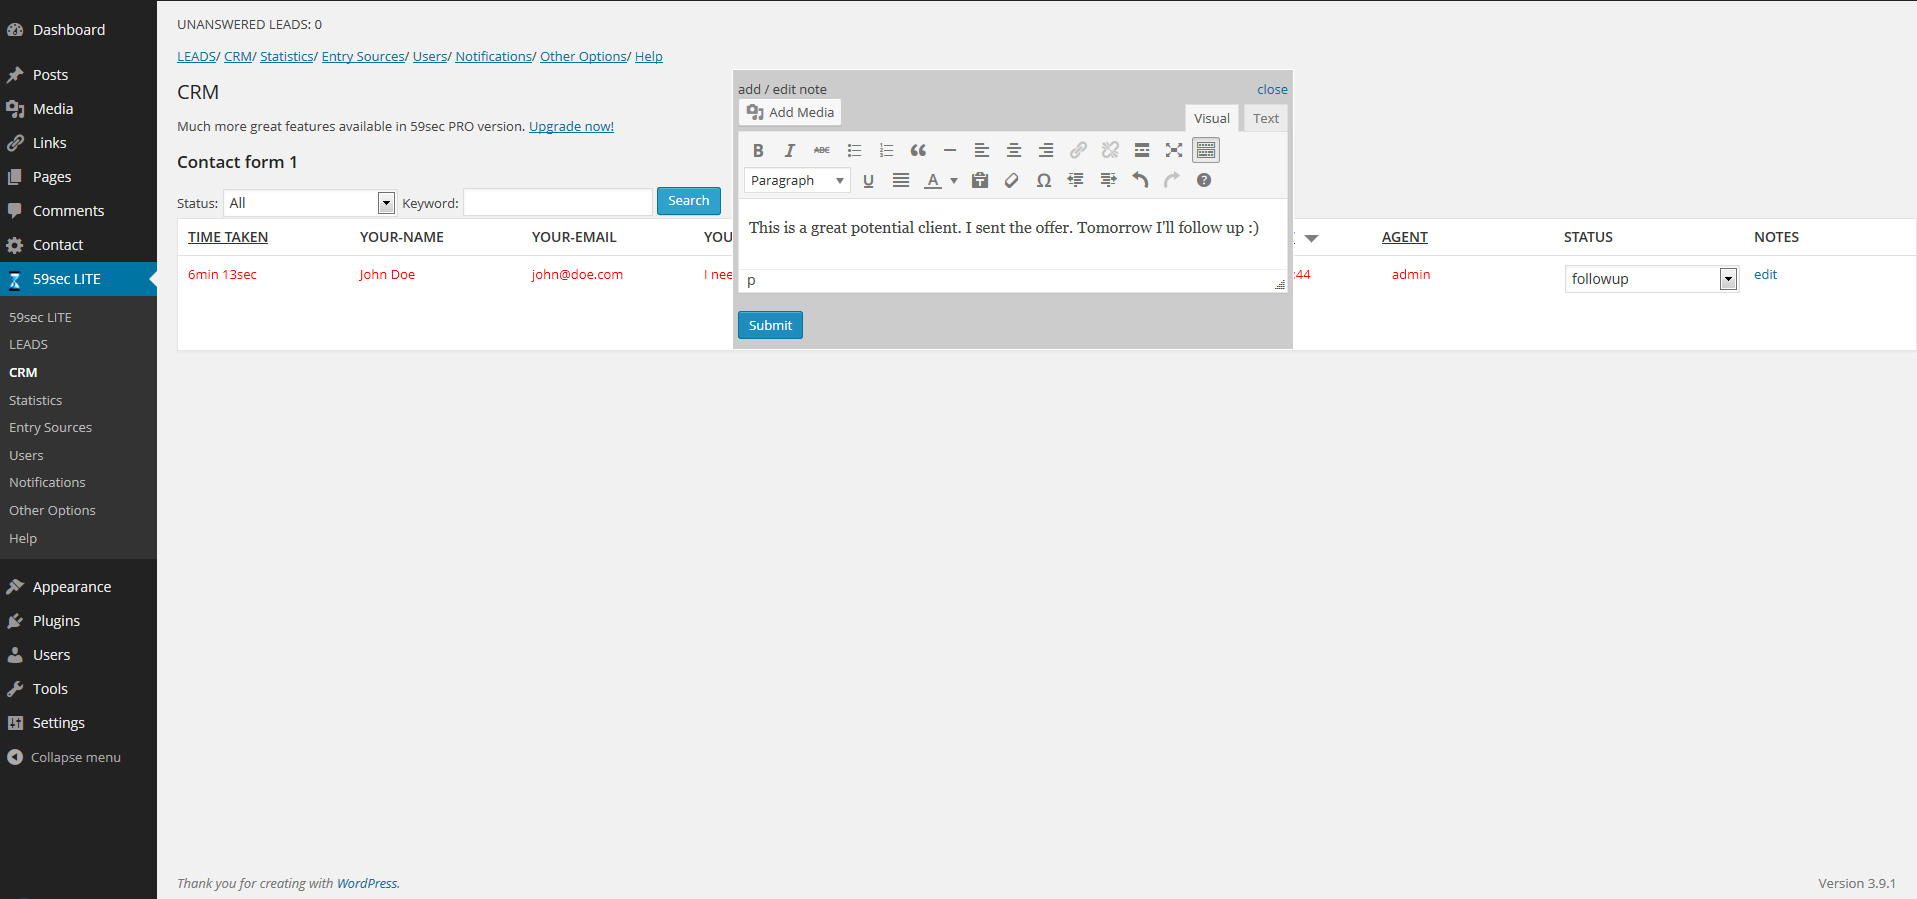 Dashboard
Posts
Media
Links
Pages
Comments
Contact
59sec LITE
59sec LITE
LEADS
CRM
Statistics
Entry Sources
Users
Notifications
Other Options
Help
Appearance
Plugins
Users
Tools
Settings
Collapse menu
UNANSWERED LEADS: 0
LEADS/ CRM/ Statistics/ Entry Sources/ Users/ Notifications/ Other Options/ Help
CRM
Much more great features available in 59sec PRO version. Upgrade now!
Contact form 1
Status: All Keyword: Search
TIME TAKEN YOUR-NAME YOUR-EMAIL YOU AGENT STATUS NOTES
6min 13sec John Doe john@doe.com I nee :44 admin followup edit
add / edit note close
Add Media
Visual Text
B I ABC
Paragraph U A Ω ?
This is a great potential client. I sent the offer. Tomorrow I'll follow up :)
p
Submit
Thank you for creating with WordPress. Version 3.9.1